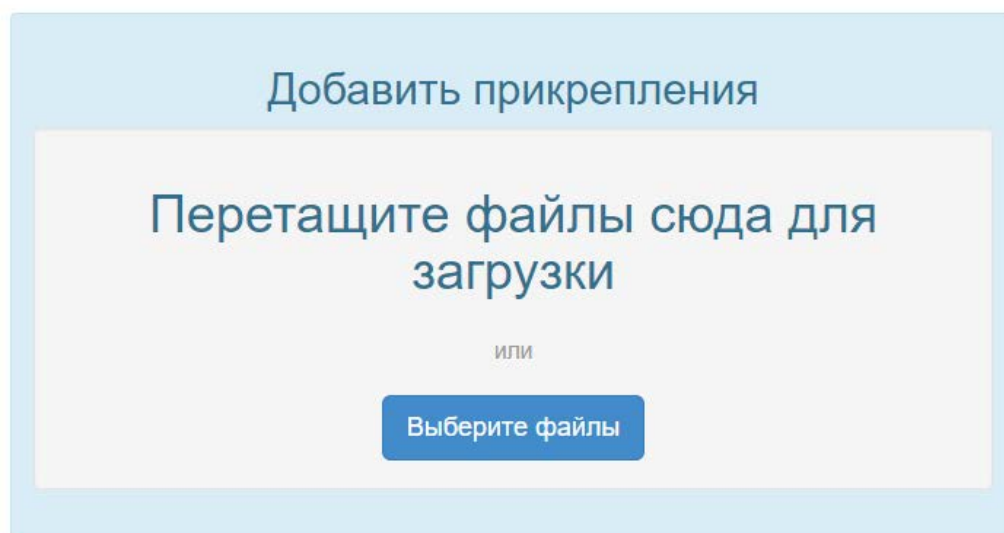 Добавить прикрепления
Перетащите файлы сюда для
загрузки
или
Выберите файлы